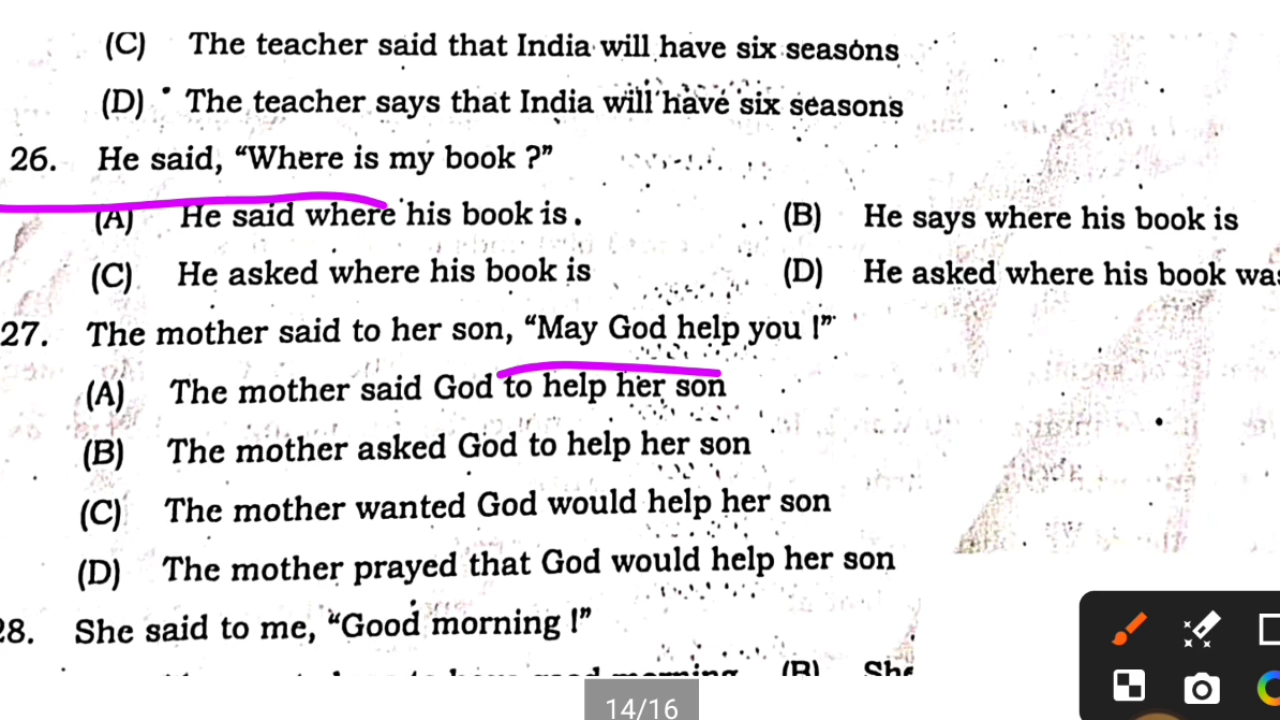 (C) The teacher said that India will have six seasons
(D) The teacher says that India will have six seasons
26. He said, “Where is my book ?”
(A) He said where his book is. (B) He says where his book is
(C) He asked where his book is (D) He asked where his book was
27. The mother said to her son, “May God help you !”
(A) The mother said God to help her son
(B) The mother asked God to help her son
(C) The mother wanted God would help her son
(D) The mother prayed that God would help her son
28. She said to me, “Good morning !”
good morning (B) She
14/16